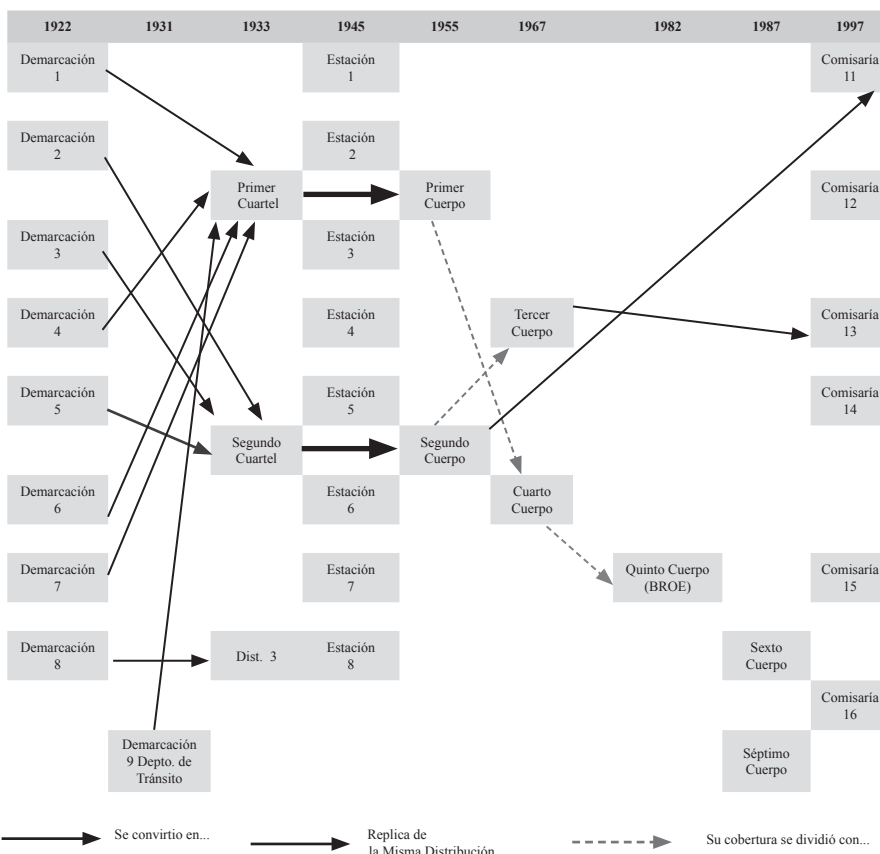 1922 1931 1933 1945 1955 1967 1982 1987 1997
Demarcación
1
Estación
1
Comisaría
11
Demarcación
2
Estación
2
Primer
Cuartel
Primer
Cuerpo
Comisaría
12
Demarcación
3
Estación
3
Demarcación
4
Estación
4
Tercer
Cuerpo
Comisaría
13
Demarcación
5
Estación
5
Comisaría
14
Segundo
Cuartel
Segundo
Cuerpo
Demarcación
6
Estación
6
Cuarto
Cuerpo
Demarcación
7
Estación
7
Quinto Cuerpo
(BROE)
Comisaría
15
Demarcación
8
Dist. 3
Estación
8
Sexto
Cuerpo
Comisaría
16
Demarcación
9 Depto. de
Tránsito
Séptimo
Cuerpo
Se convirtio en...
Replica de
la Misma Distribución
Su cobertura se dividió con...